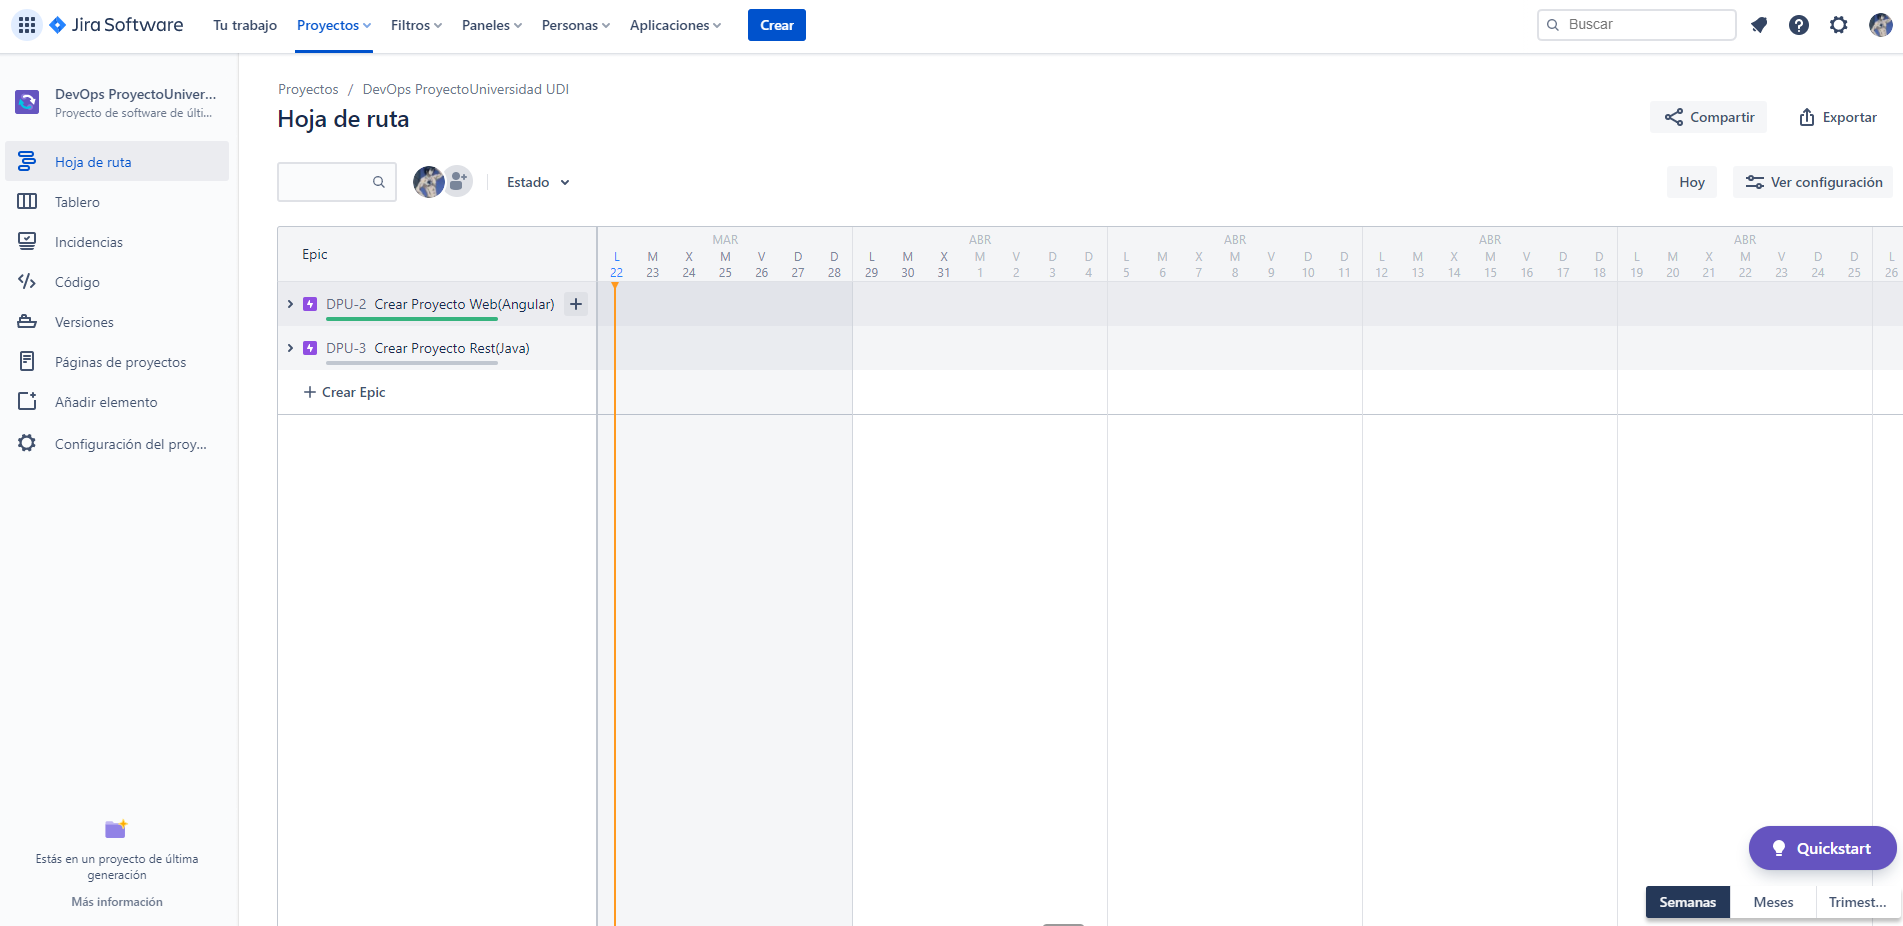 Jira Software Tu trabajo Proyectos Filtros Paneles Personas Aplicaciones Crear Buscar
DevOps ProyectoUniver...
Proyecto de software de últi...
Hoja de ruta
Tablero
Incidencias
Código
Versiones
Páginas de proyectos
Añadir elemento
Configuración del proy...
Estás en un proyecto de última
generación
Más información
Proyectos / DevOps ProyectoUniversidad UDI
Hoja de ruta
Compartir Exportar
Estado Hoy Ver configuración
Epic
MAR ABR ABR ABR ABR
L M X M V D D L M X M V D D L M X M V D D L M X M V D D L M X M V D D L
22 23 24 25 26 27 28 29 30 31 1 2 3 4 5 6 7 8 9 10 11 12 13 14 15 16 17 18 19 20 21 22 23 24 25 26
DPU-2 Crear Proyecto Web(Angular) +
DPU-3 Crear Proyecto Rest(Java)
+ Crear Epic
Quickstart
Semanas Meses Trimest...